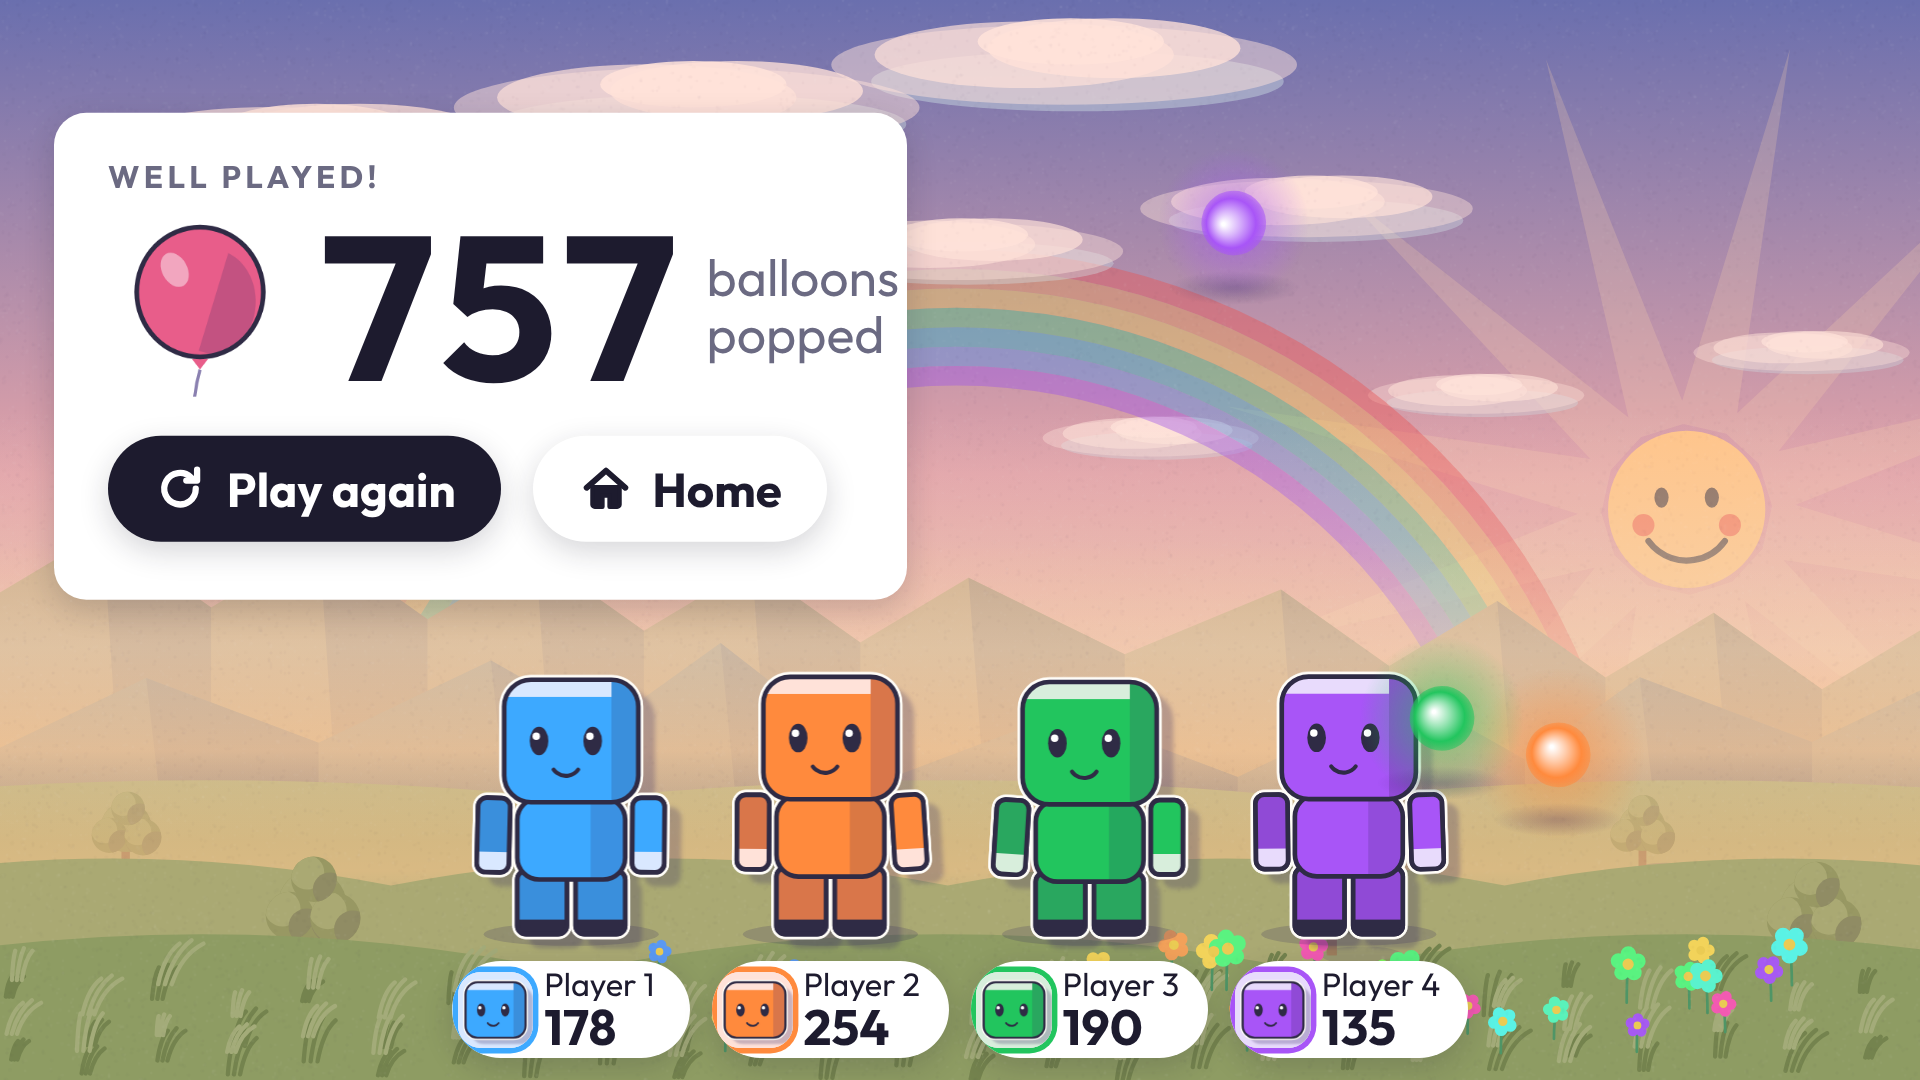 WELL PLAYED!
757
balloons
popped
Play again
Home
Player 1
178
Player 2
254
Player 3
190
Player 4
135